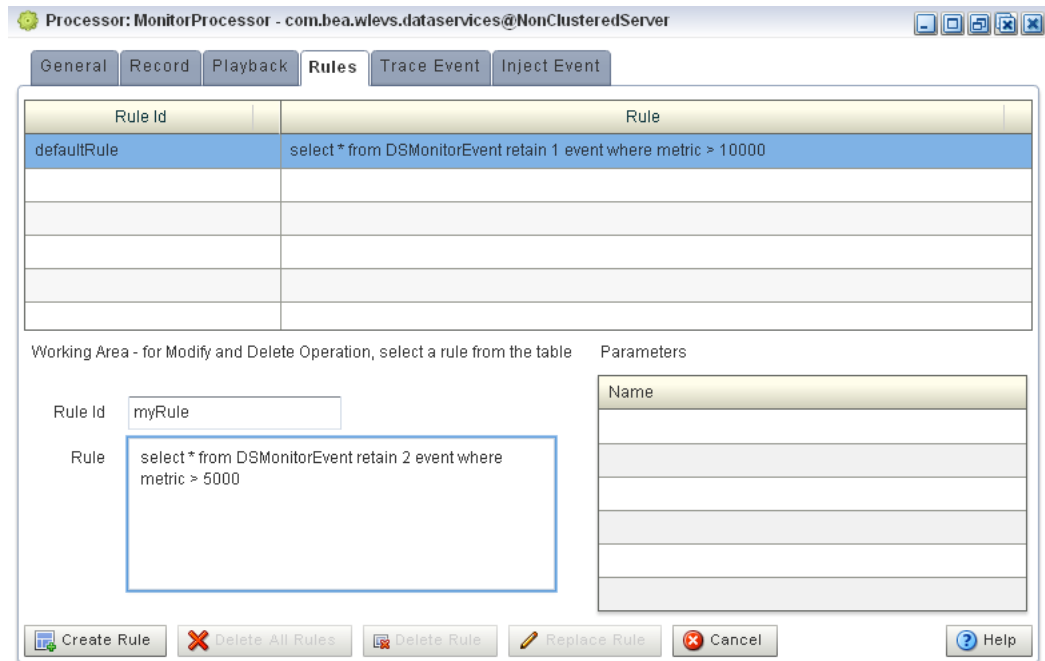 Processor: MonitorProcessor - com.bea.wlevs.dataservices@NonClusteredServer
General Record Playback Rules Trace Event Inject Event
Rule Id Rule
defaultRule select * from DSMonitorEvent retain 1 event where metric > 10000
Working Area - for Modify and Delete Operation, select a rule from the table Parameters
Name
Rule Id myRule
Rule select * from DSMonitorEvent retain 2 event where
metric > 5000
Create Rule Delete All Rules Delete Rule Replace Rule Cancel Help